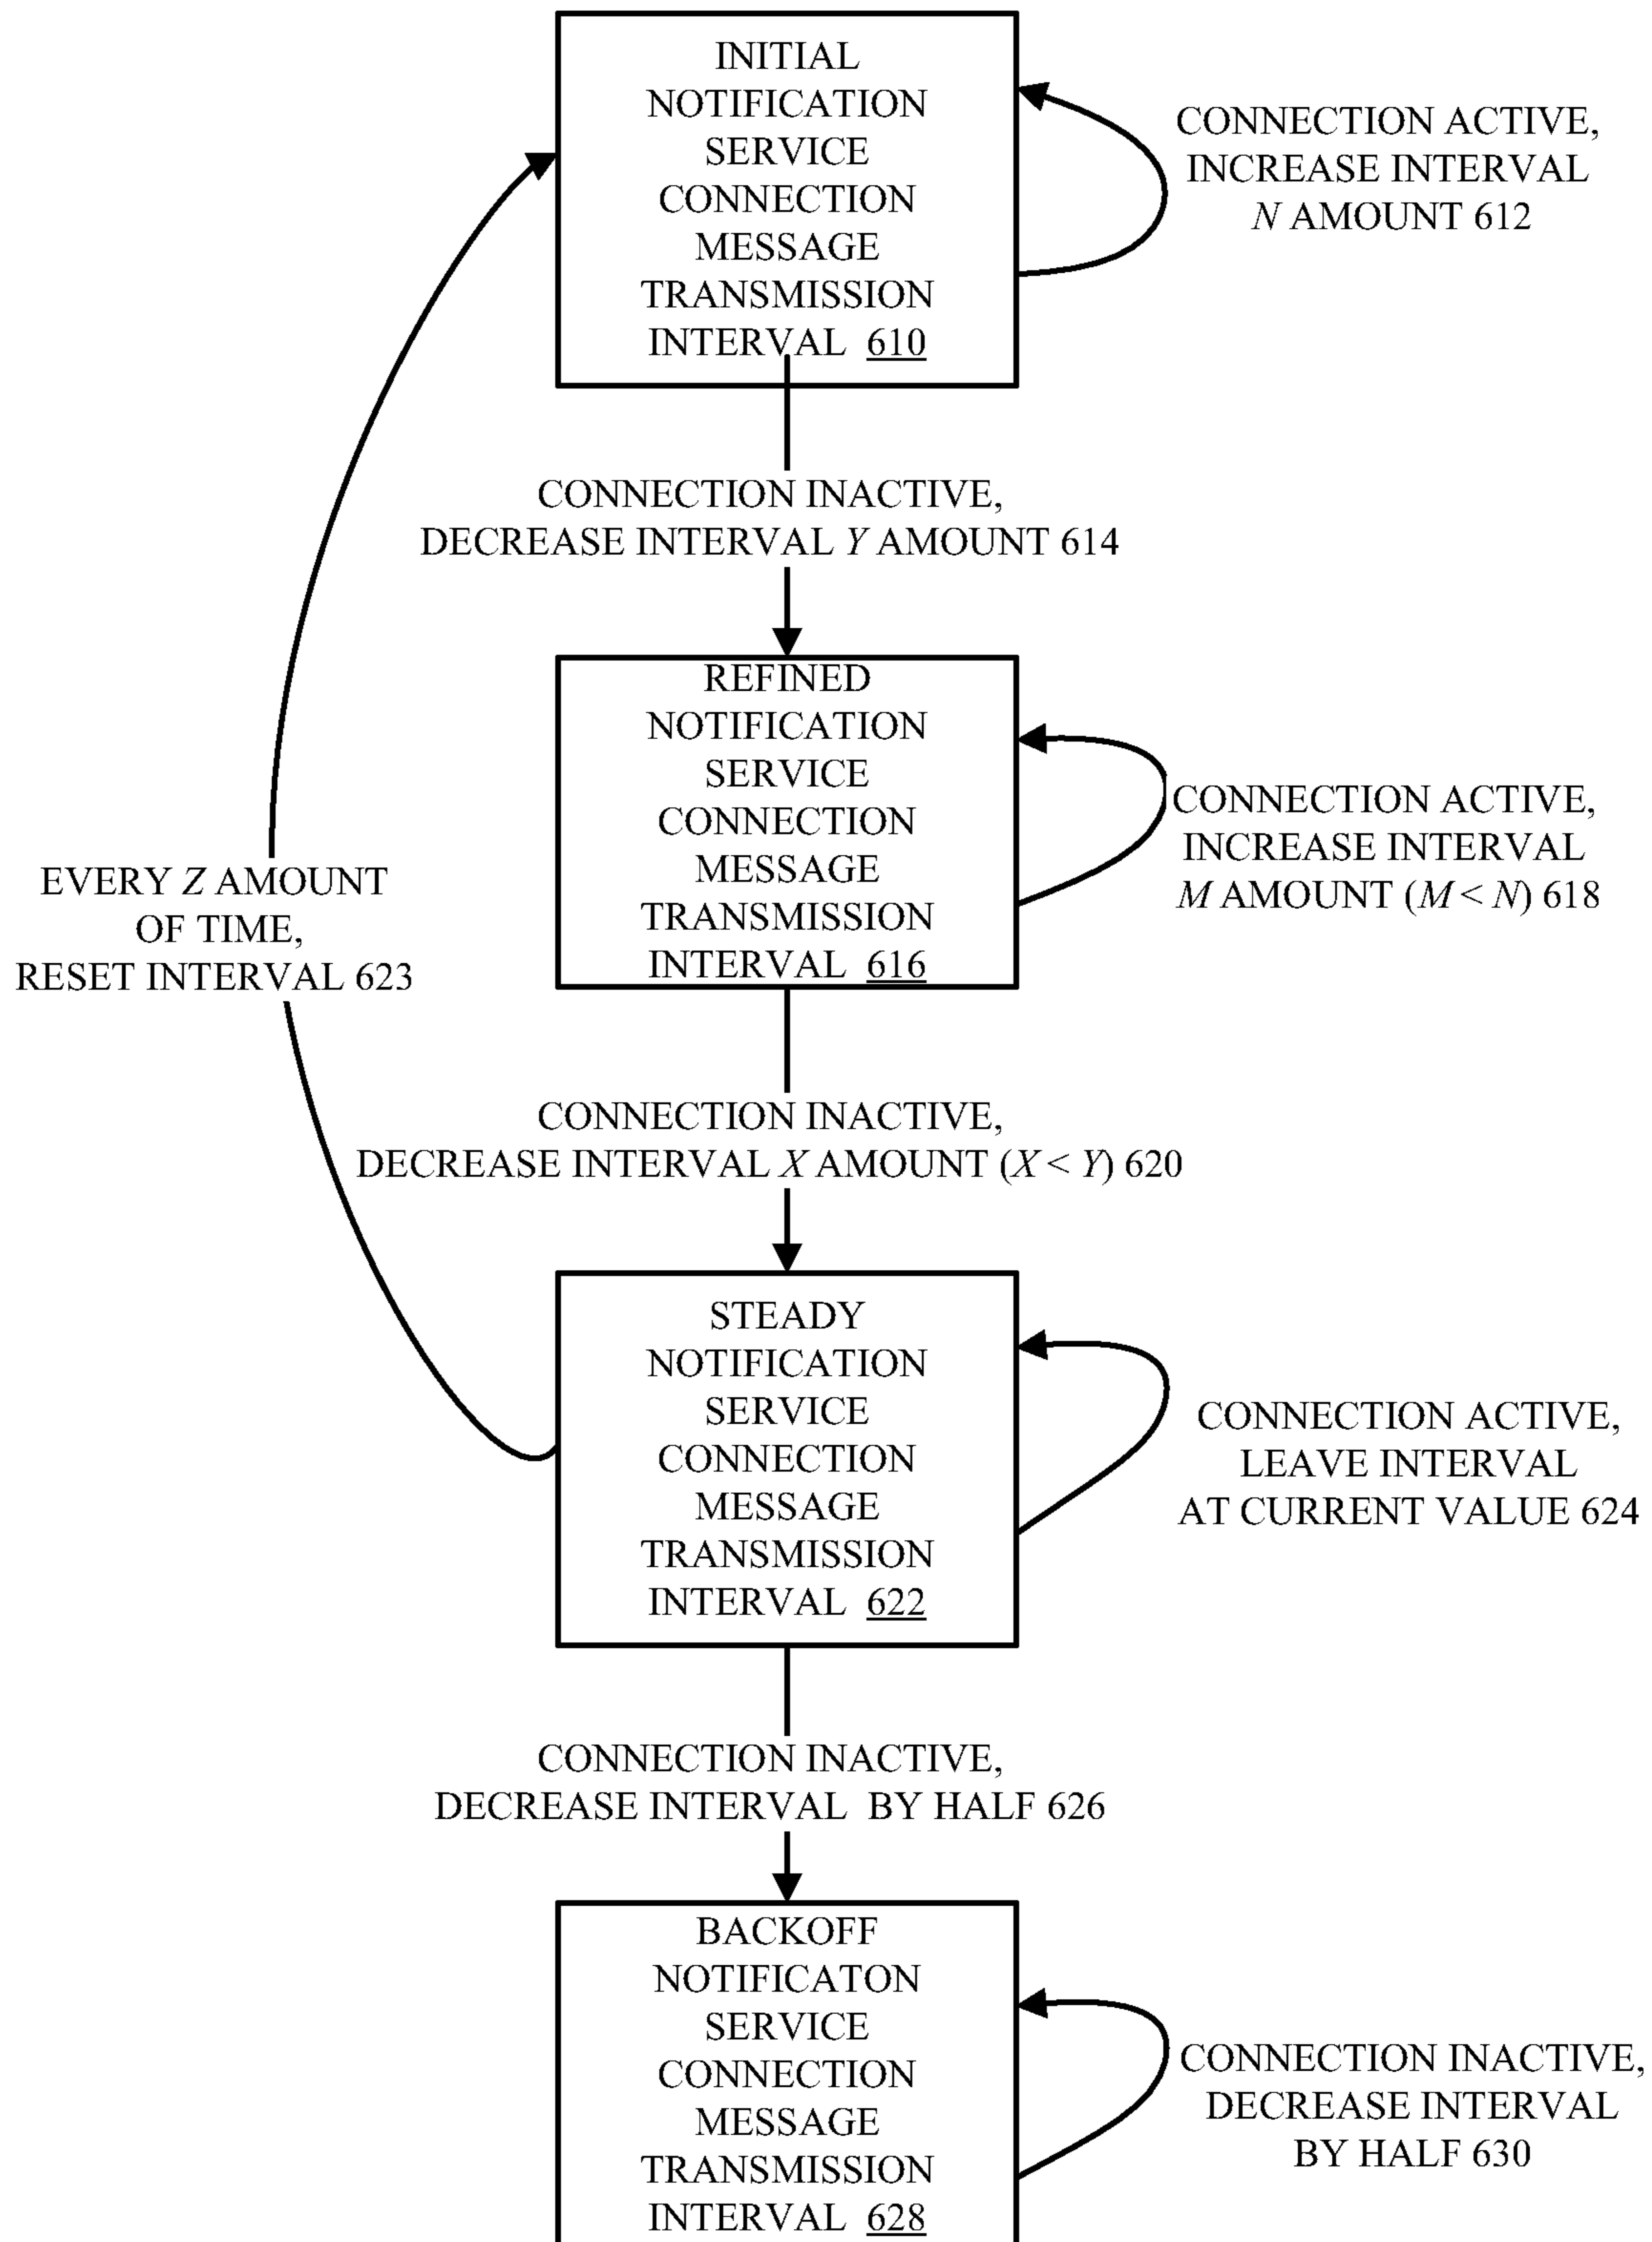 INITIAL
NOTIFICATION
SERVICE
CONNECTION
MESSAGE
TRANSMISSION
INTERVAL 610
CONNECTION ACTIVE,
INCREASE INTERVAL
N AMOUNT 612
CONNECTION INACTIVE,
DECREASE INTERVAL Y AMOUNT 614
REFINED
NOTIFICATION
SERVICE
CONNECTION
MESSAGE
TRANSMISSION
INTERVAL 616
CONNECTION ACTIVE,
INCREASE INTERVAL
M AMOUNT (M < N) 618
EVERY Z AMOUNT
OF TIME,
RESET INTERVAL 623
CONNECTION INACTIVE,
DECREASE INTERVAL X AMOUNT (X < Y) 620
STEADY
NOTIFICATION
SERVICE
CONNECTION
MESSAGE
TRANSMISSION
INTERVAL 622
CONNECTION ACTIVE,
LEAVE INTERVAL
AT CURRENT VALUE 624
CONNECTION INACTIVE,
DECREASE INTERVAL BY HALF 626
BACKOFF
NOTIFICATON
SERVICE
CONNECTION
MESSAGE
TRANSMISSION
INTERVAL 628
CONNECTION INACTIVE,
DECREASE INTERVAL
BY HALF 630